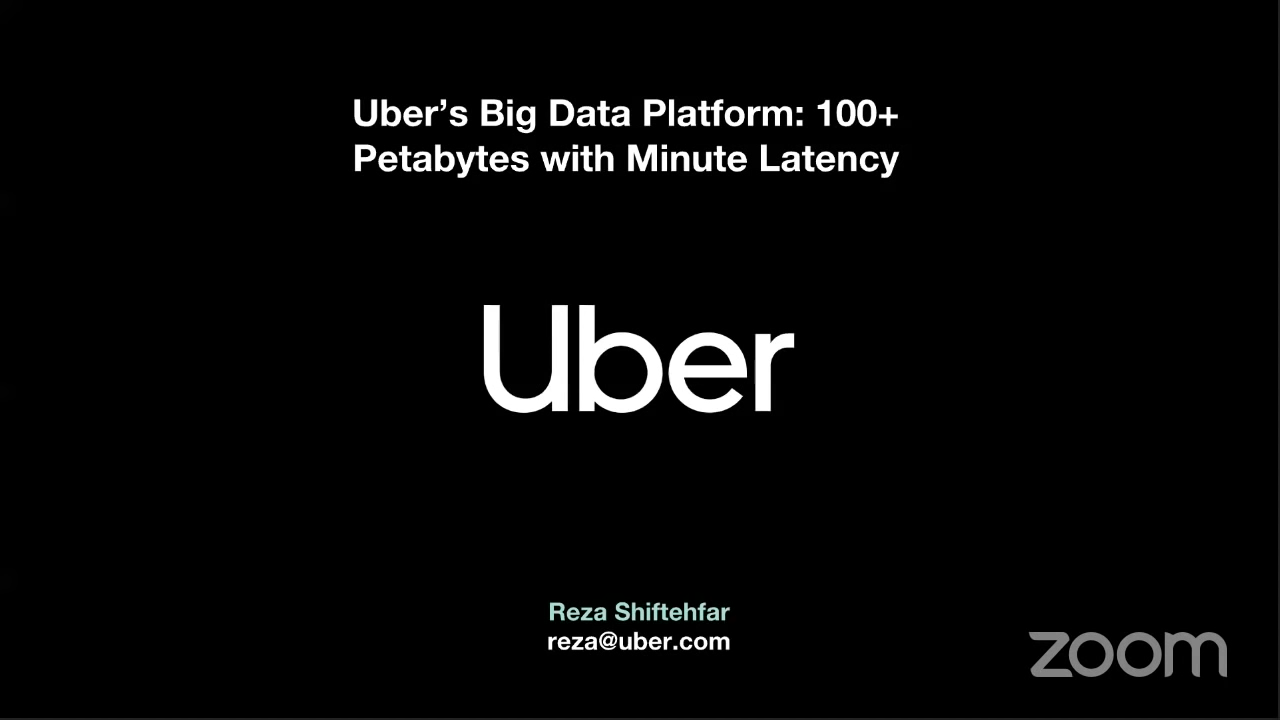 Uber’s Big Data Platform: 100+
Petabytes with Minute Latency
Uber
Reza Shiftehfar
reza@uber.com
zoom